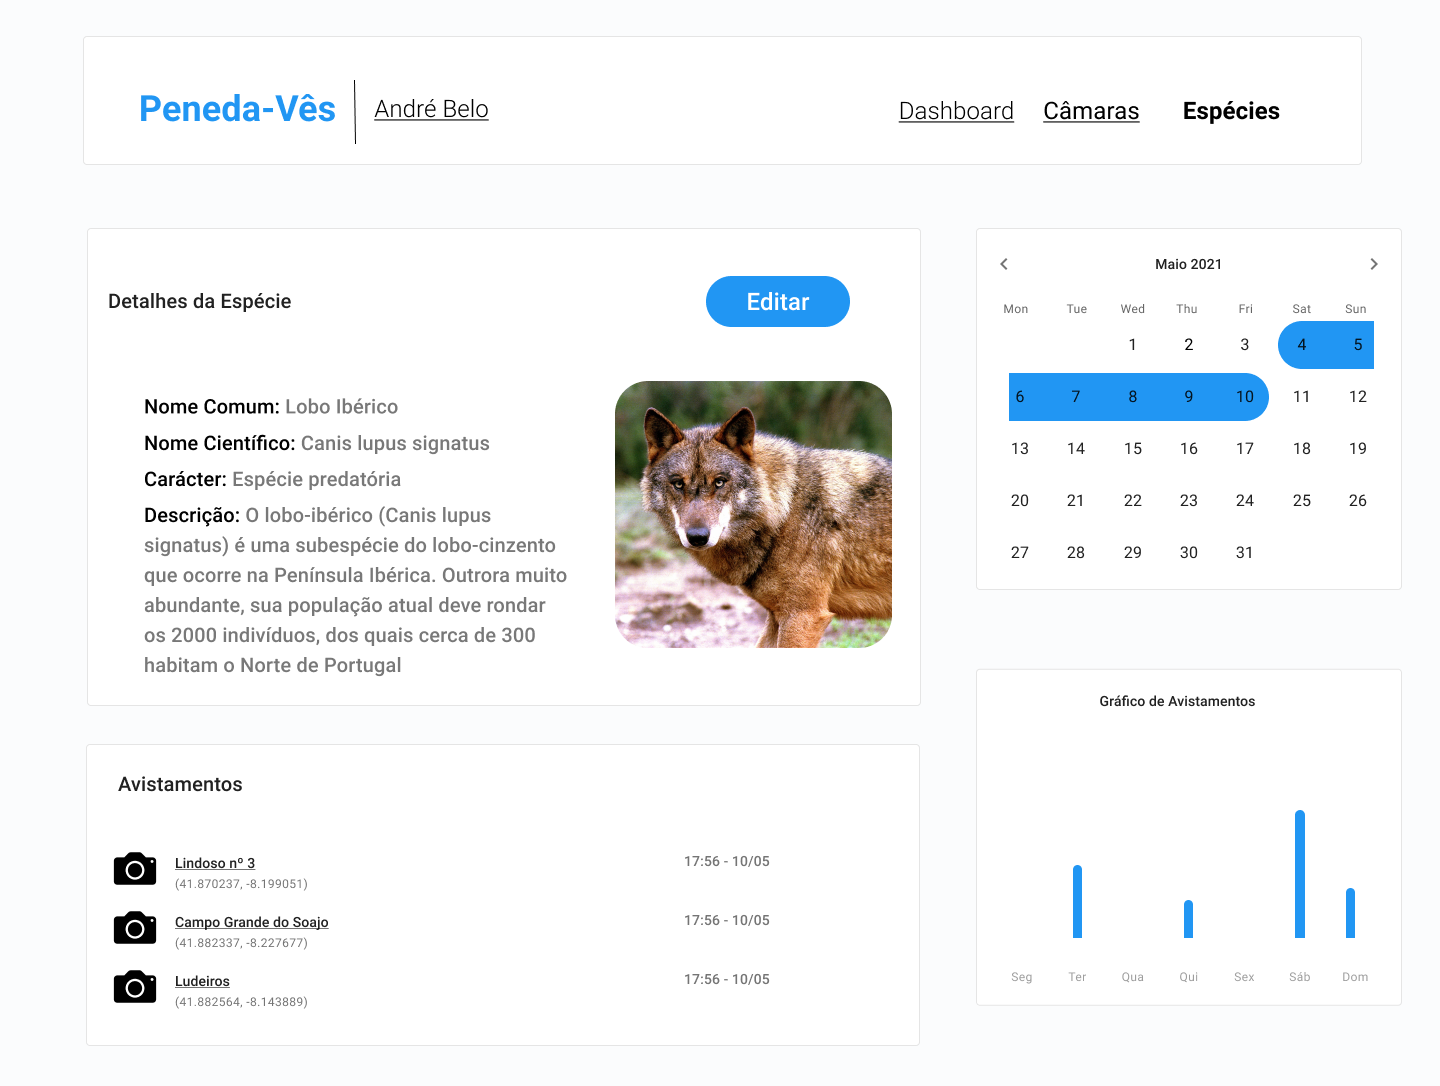 Peneda-Vês
André Belo
Dashboard Câmaras Espécies
Detalhes da Espécie
Editar
Nome Comum: Lobo Ibérico
Nome Científico: Canis lupus signatus
Carácter: Espécie predatória
Descrição: O lobo-ibérico (Canis lupus
signatus) é uma subespécie do lobo-cinzento
que ocorre na Península Ibérica. Outrora muito
abundante, sua população atual deve rondar
os 2000 indivíduos, dos quais cerca de 300
habitam o Norte de Portugal
Maio 2021
Mon Tue Wed Thu Fri Sat Sun
1 2 3 4 5
6 7 8 9 10 11 12
13 14 15 16 17 18 19
20 21 22 23 24 25 26
27 28 29 30 31
Avistamentos
Lindoso nº 3 17:56 - 10/05
(41.870237, -8.199051)
Campo Grande do Soajo 17:56 - 10/05
(41.882337, -8.227677)
Ludeiros 17:56 - 10/05
(41.882564, -8.143889)
Gráfico de Avistamentos
Seg Ter Qua Qui Sex Sáb Dom